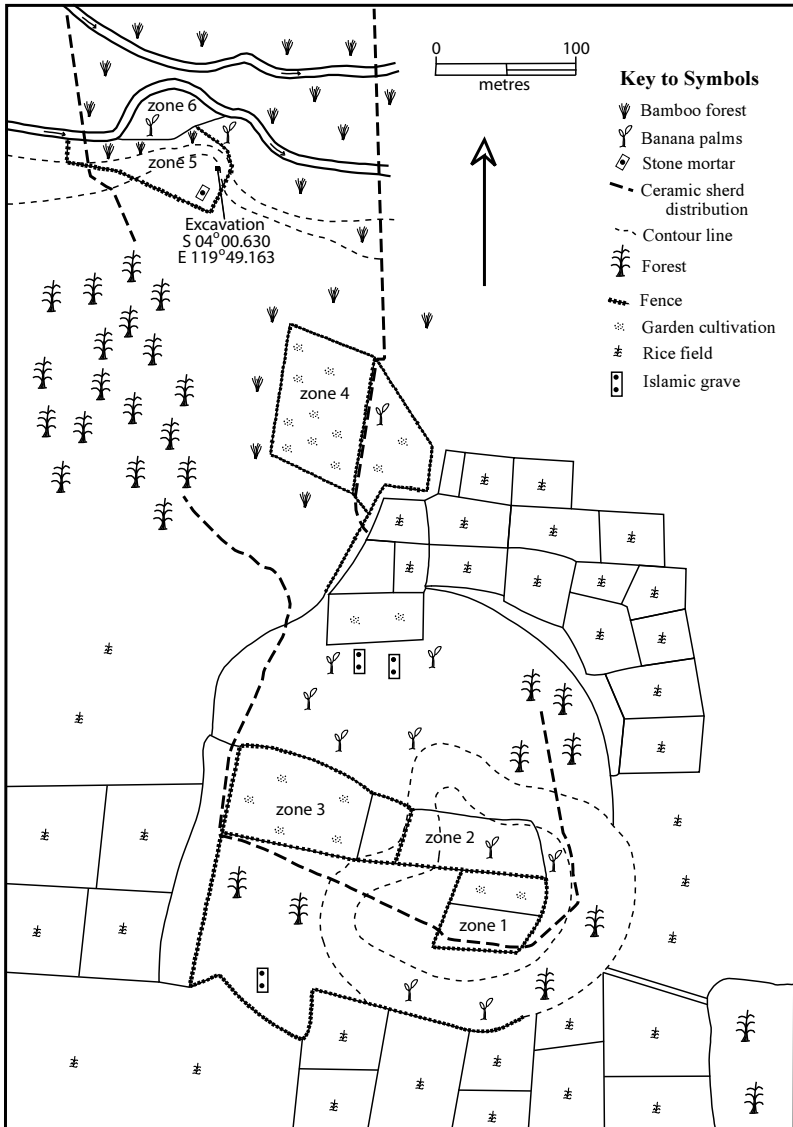 0 100
metres
Key to Symbols
Bamboo forest
Banana palms
Stone mortar
Ceramic sherd
distribution
Contour line
Forest
Fence
Garden cultivation
Rice field
Islamic grave
zone 6
zone 5
Excavation
S 04° 00.630
E 119° 49.163
zone 4
zone 3
zone 2
zone 1